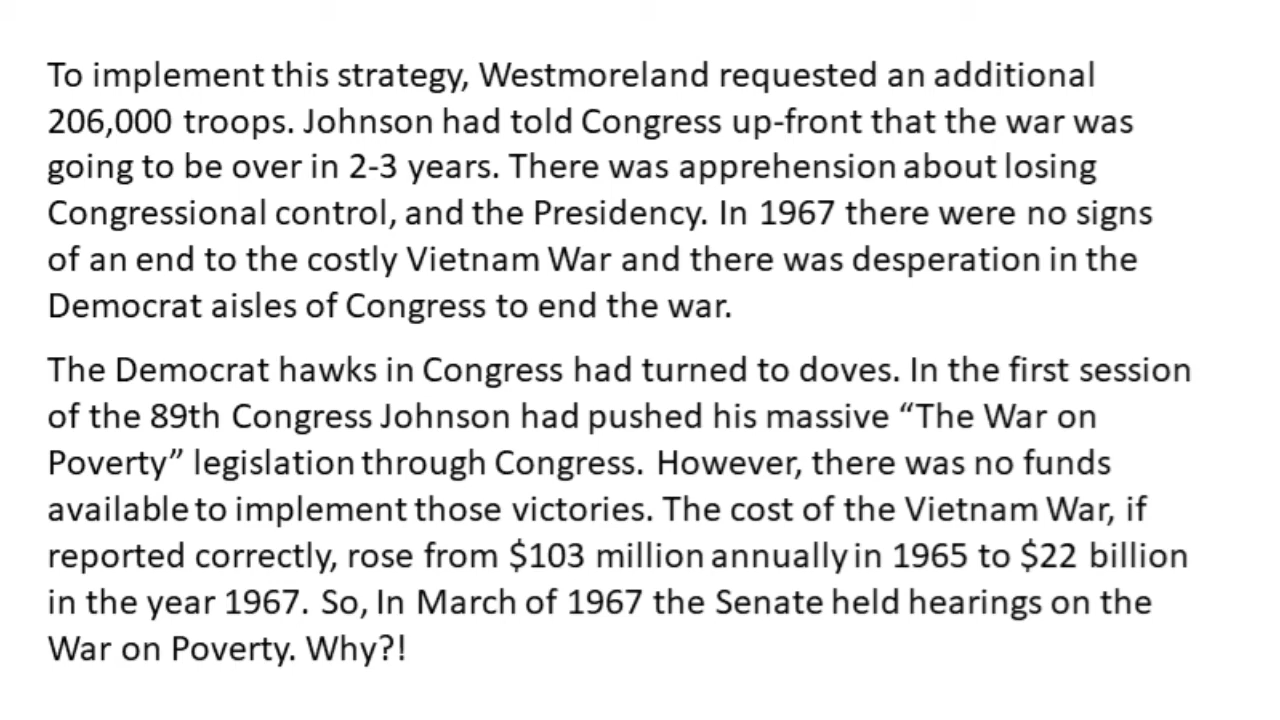 To implement this strategy, Westmoreland requested an additional
206,000 troops. Johnson had told Congress up-front that the war was
going to be over in 2-3 years. There was apprehension about losing
Congressional control, and the Presidency. In 1967 there were no signs
of an end to the costly Vietnam War and there was desperation in the
Democrat aisles of Congress to end the war.
The Democrat hawks in Congress had turned to doves. In the first session
of the 89th Congress Johnson had pushed his massive “The War on
Poverty” legislation through Congress. However, there was no funds
available to implement those victories. The cost of the Vietnam War, if
reported correctly, rose from $103 million annually in 1965 to $22 billion
in the year 1967. So, In March of 1967 the Senate held hearings on the
War on Poverty. Why?!